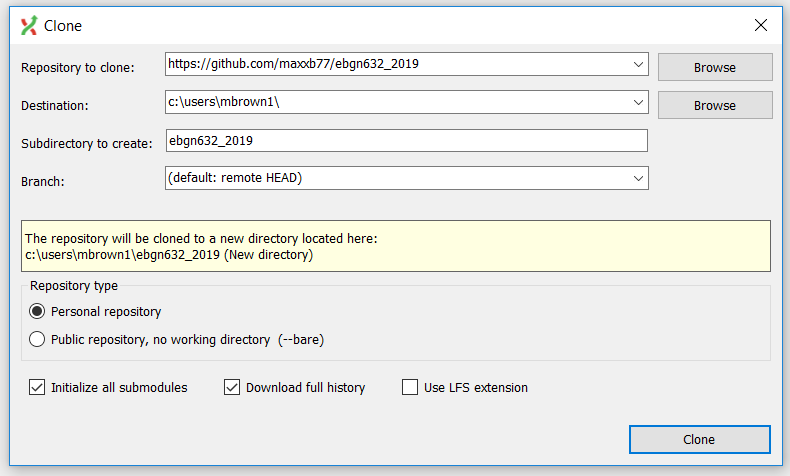 Clone
Repository to clone: https://github.com/maxxb77/ebgn632_2019 Browse
Destination: c:\users\mbrown1\ Browse
Subdirectory to create: ebgn632_2019
Branch: (default: remote HEAD)
The repository will be cloned to a new directory located here:
c:\users\mbrown1\ebgn632_2019 (New directory)
Repository type
Personal repository
Public repository, no working directory (--bare)
Initialize all submodules Download full history Use LFS extension
Clone